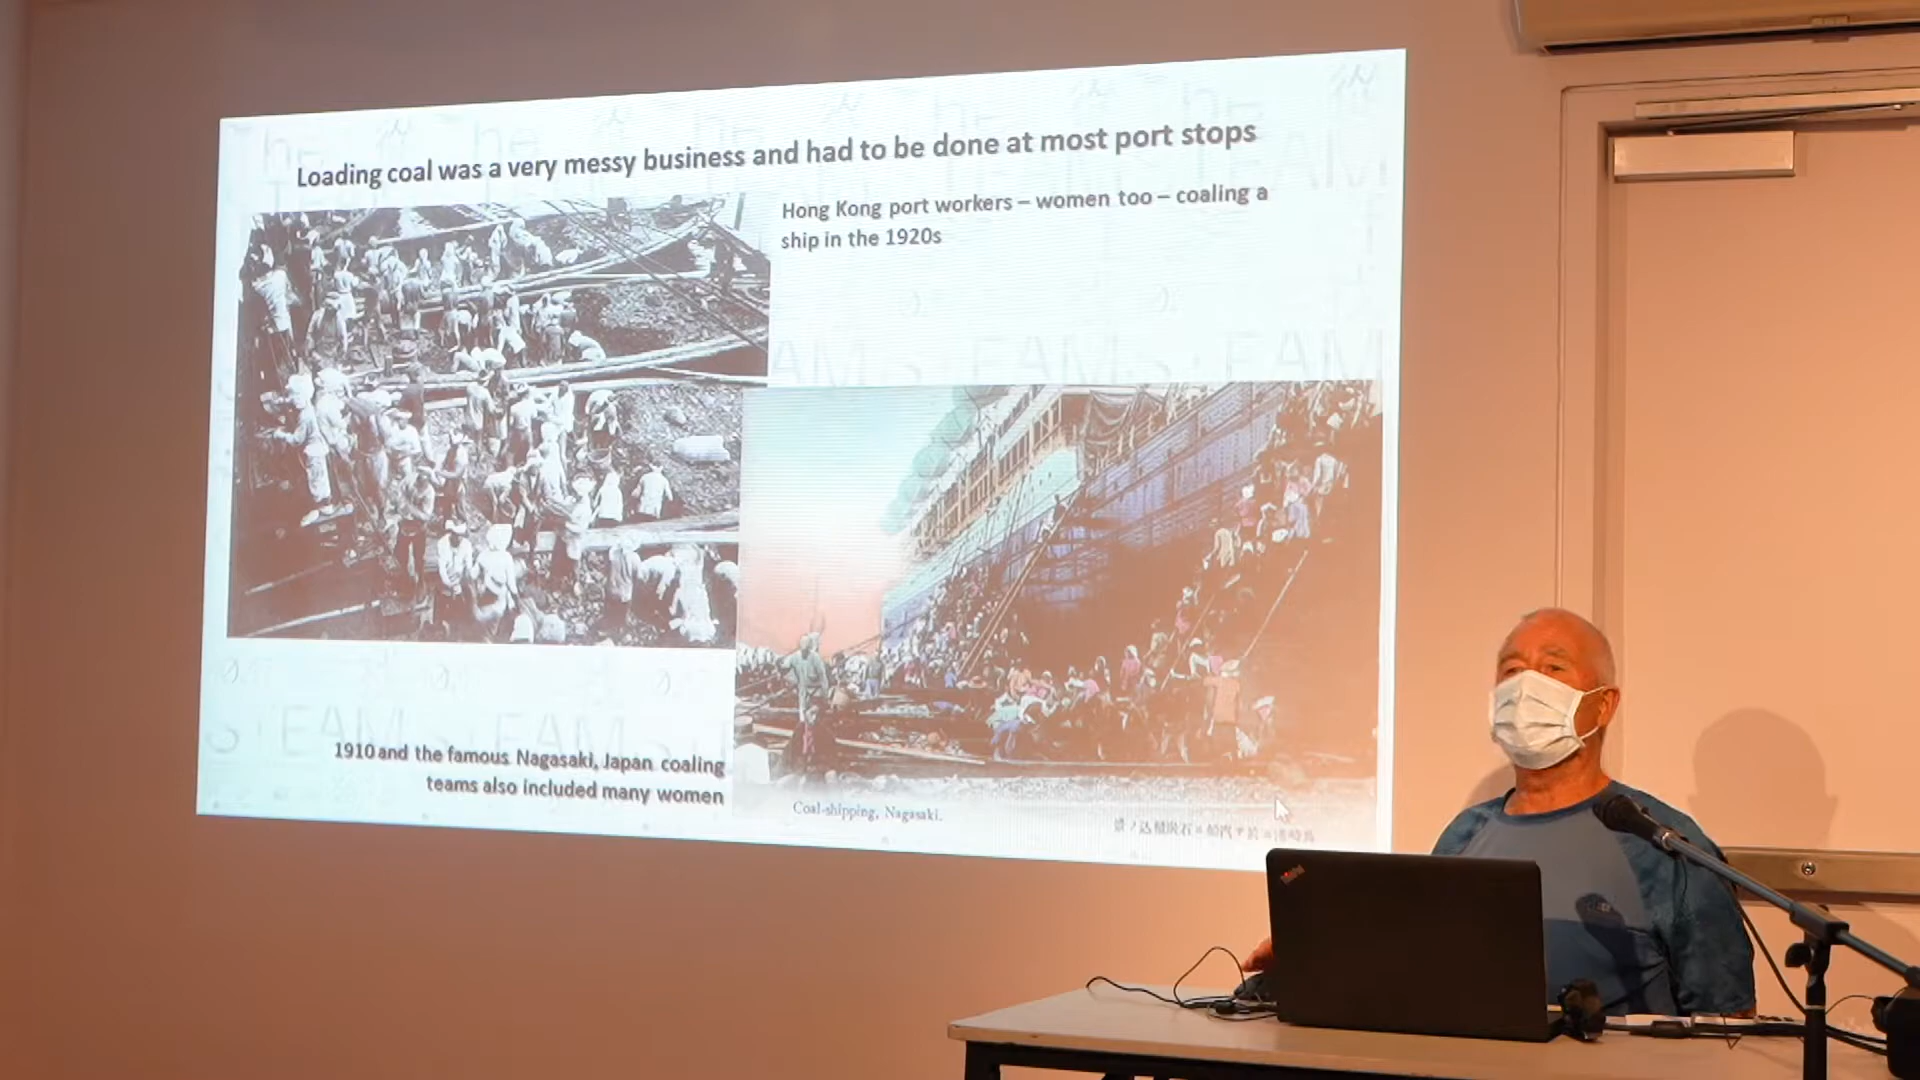 Loading coal was a very messy business and had to be done at most port stops
Hong Kong port workers – women too – coaling a
ship in the 1920s
1910 and the famous Nagasaki, Japan coaling
teams also included many women
Coal-shipping, Nagasaki.
ThinkPad